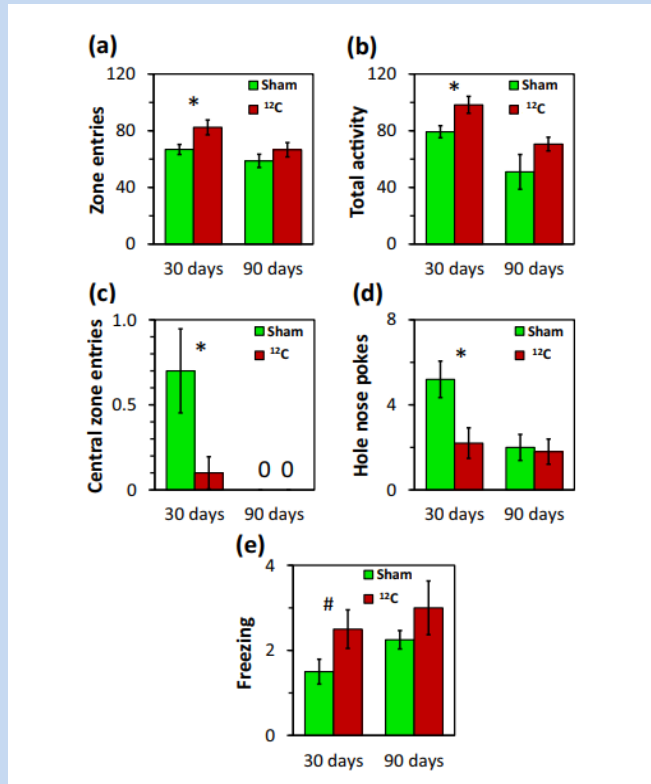 (a)
Zone entries
120
80
40
0
*
Sham
¹²C
30 days 90 days
(b)
Total activity
120
80
40
0
*
Sham
¹²C
30 days 90 days
(c)
Central zone entries
1.0
0.5
0
*
0 0
Sham
¹²C
30 days 90 days
(d)
Hole nose pokes
8
4
0
*
Sham
¹²C
30 days 90 days
(e)
Freezing
4
2
0
#
Sham
¹²C
30 days 90 days